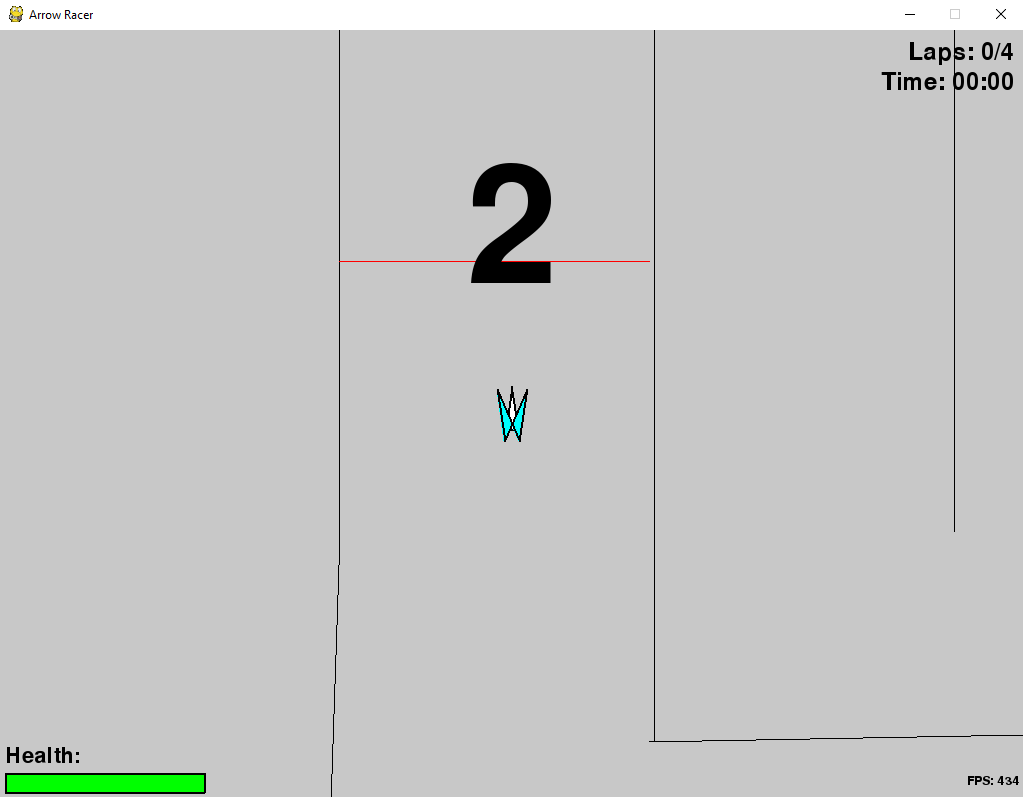 Arrow Racer
Laps: 0/4
Time: 00:00
2
Health:
FPS: 434